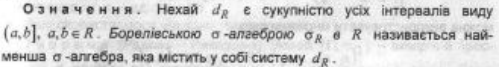 Означення. Нехай d_R є сукупністю усіх інтервалів виду
(a,b], a,b ∈ R. Борелівською σ-алгеброю σ_R в R називається най-
менша σ-алгебра, яка містить у собі систему d_R.